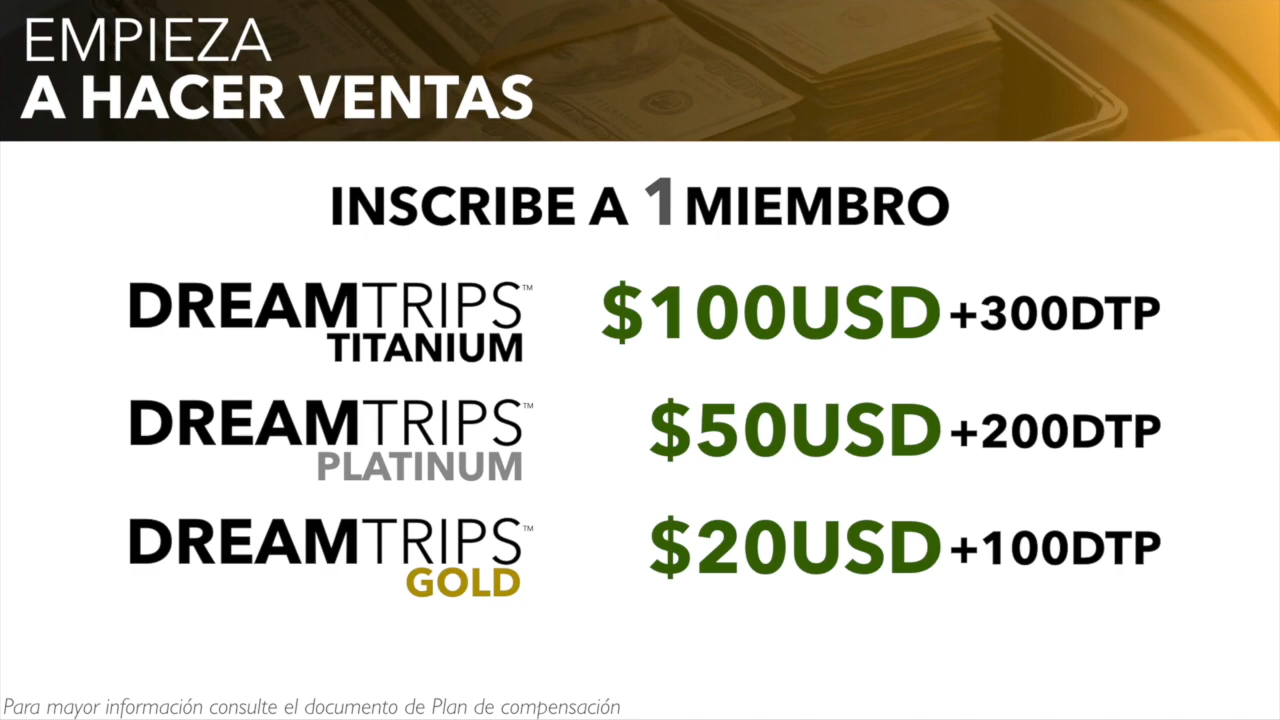 EMPIEZA
A HACER VENTAS
INSCRIBE A 1 MIEMBRO
DREAMTRIPS™ $100USD +300DTP
TITANIUM
DREAMTRIPS™ $50USD +200DTP
PLATINUM
DREAMTRIPS™ $20USD +100DTP
GOLD
Para mayor información consulte el documento de Plan de compensación